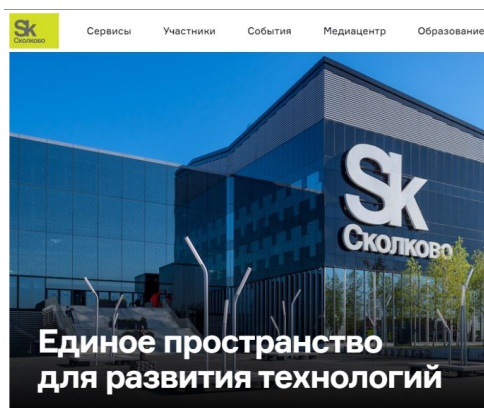 Sk
Сколково
Сервисы Участники События Медиацентр Образование
Sk
Сколково
Единое пространство
для развития технологий